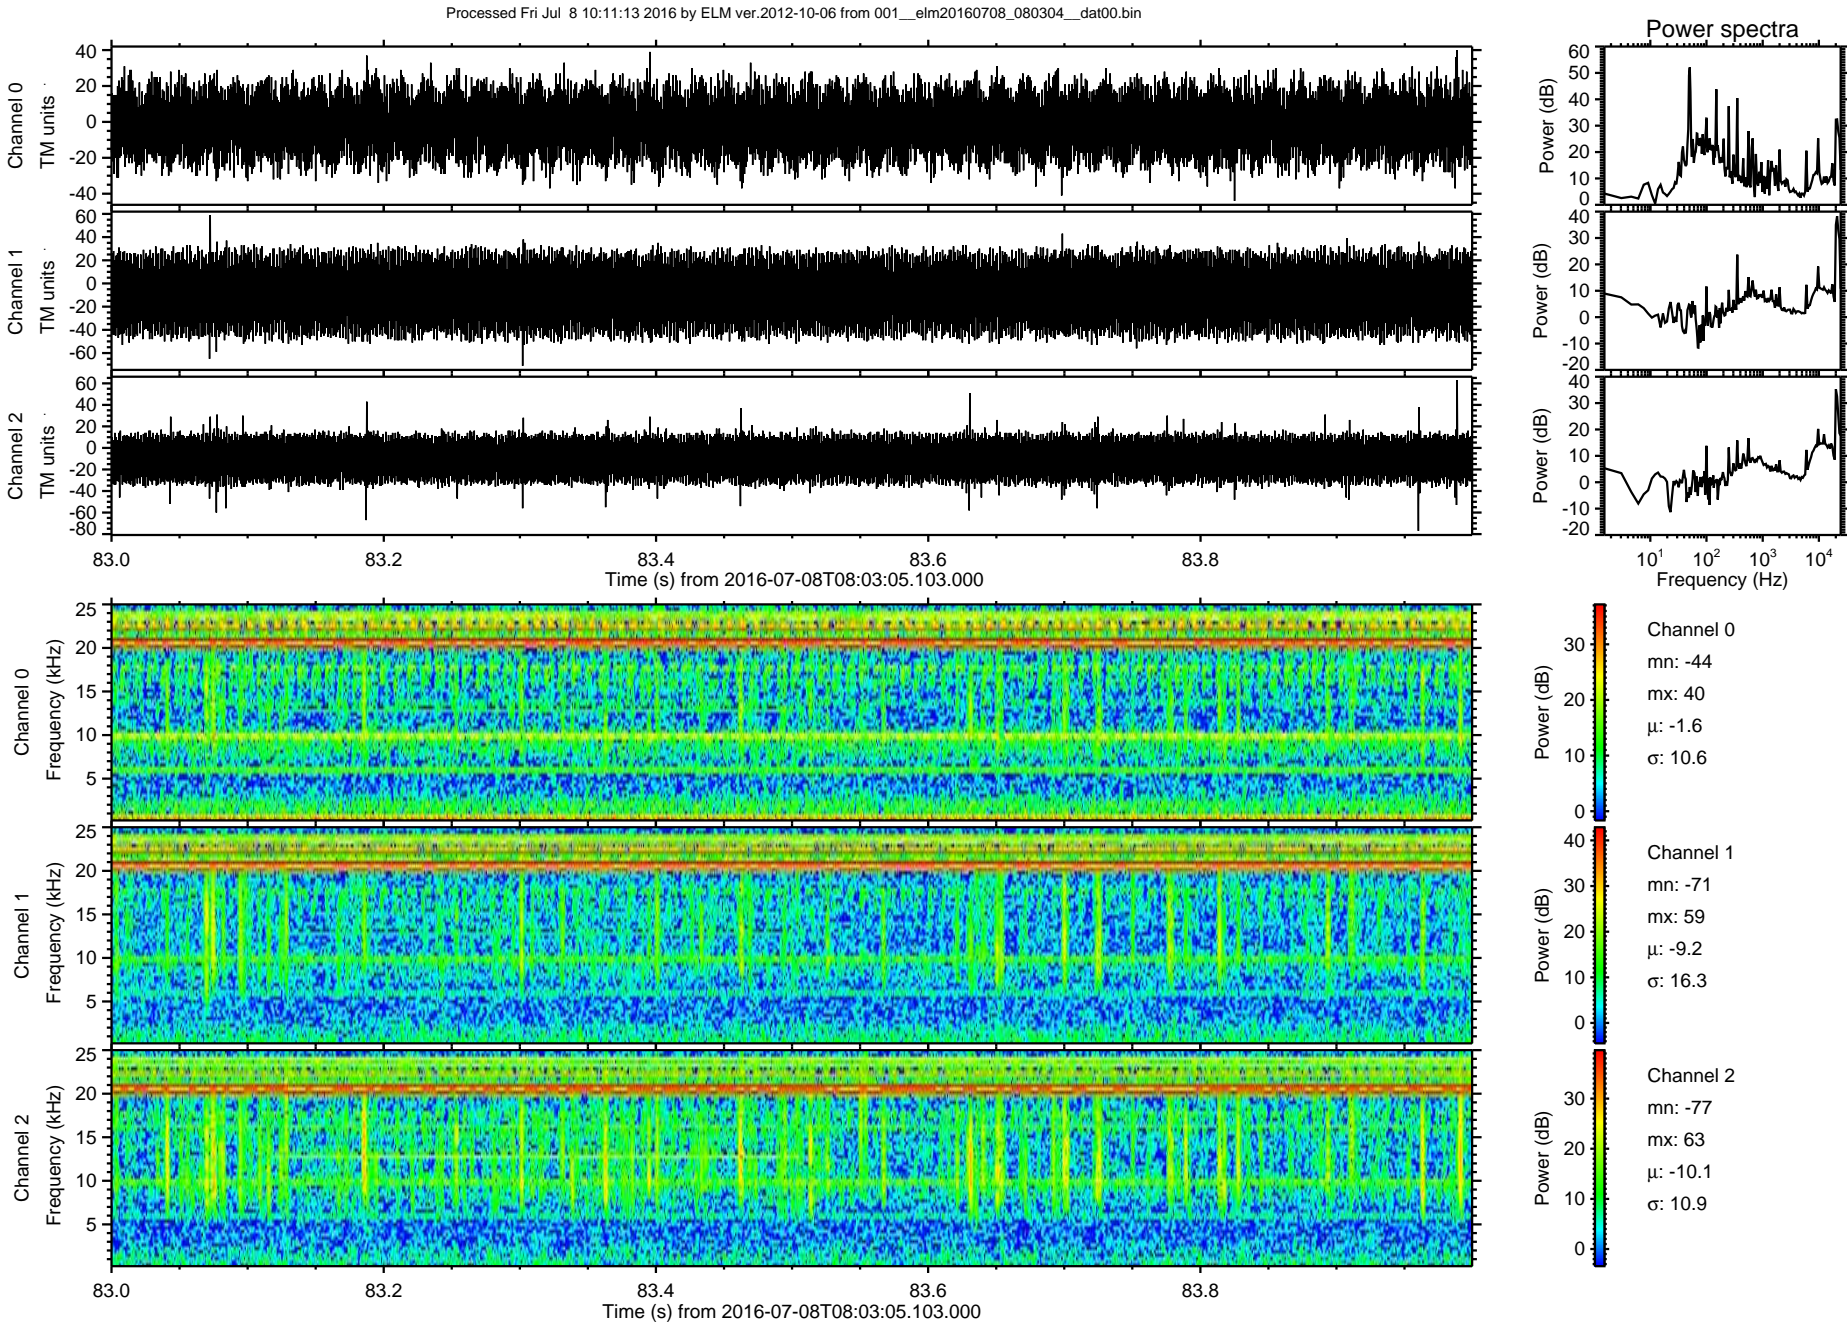 Processed Fri Jul  8 10:11:13 2016 by ELM ver.2012-10-06 from 001__elm20160708_080304__dat00.bin
Power spectra
Channel 0
TM units
40
20
0
-20
-40
Power (dB)
60
50
40
30
20
10
0
Channel 1
TM units
60
40
20
0
-20
-40
-60
Power (dB)
40
30
20
10
0
-10
-20
Channel 2
TM units
60
40
20
0
-20
-40
-60
-80
Power (dB)
40
30
20
10
0
-10
-20
83.0 83.2 83.4 83.6 83.8
Time (s) from 2016-07-08T08:03:05.103.000
10¹ 10² 10³ 10⁴
Frequency (Hz)
Channel 0
Frequency (kHz)
25
20
15
10
5
Power (dB)
30
20
10
0
Channel 0
mn: -44
mx: 40
μ: -1.6
σ: 10.6
Channel 1
Frequency (kHz)
25
20
15
10
5
Power (dB)
40
30
20
10
0
Channel 1
mn: -71
mx: 59
μ: -9.2
σ: 16.3
Channel 2
Frequency (kHz)
25
20
15
10
5
Power (dB)
30
20
10
0
Channel 2
mn: -77
mx: 63
μ: -10.1
σ: 10.9
83.0 83.2 83.4 83.6 83.8
Time (s) from 2016-07-08T08:03:05.103.000